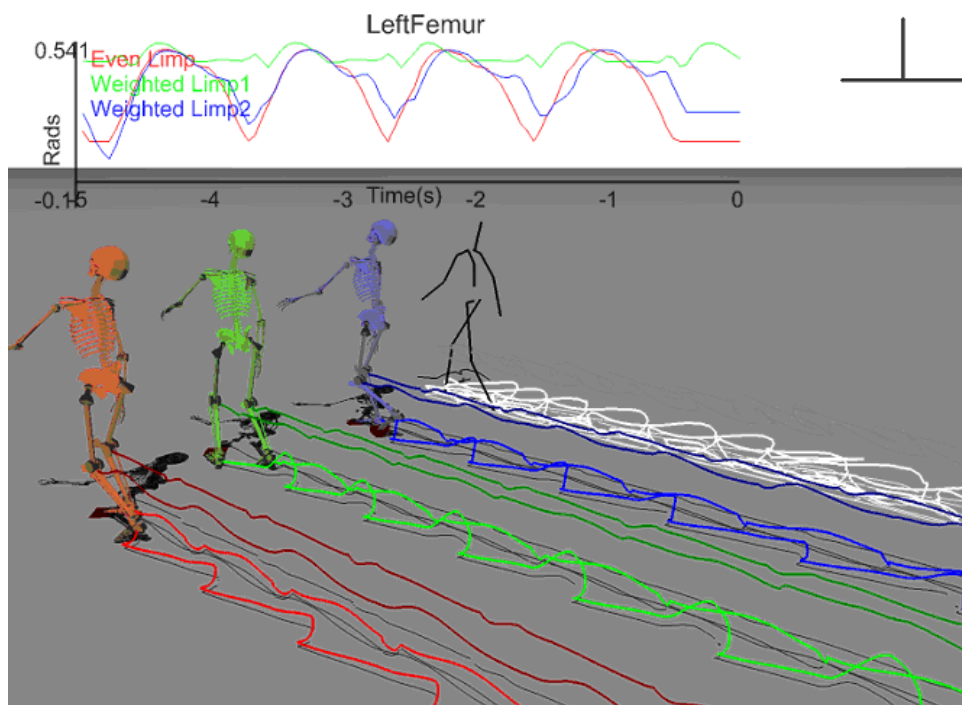 LeftFemur
0.541
Even Limp
Weighted Limp1
Weighted Limp2
Rads
-0.15 -4 -3 Time(s) -2 -1 0